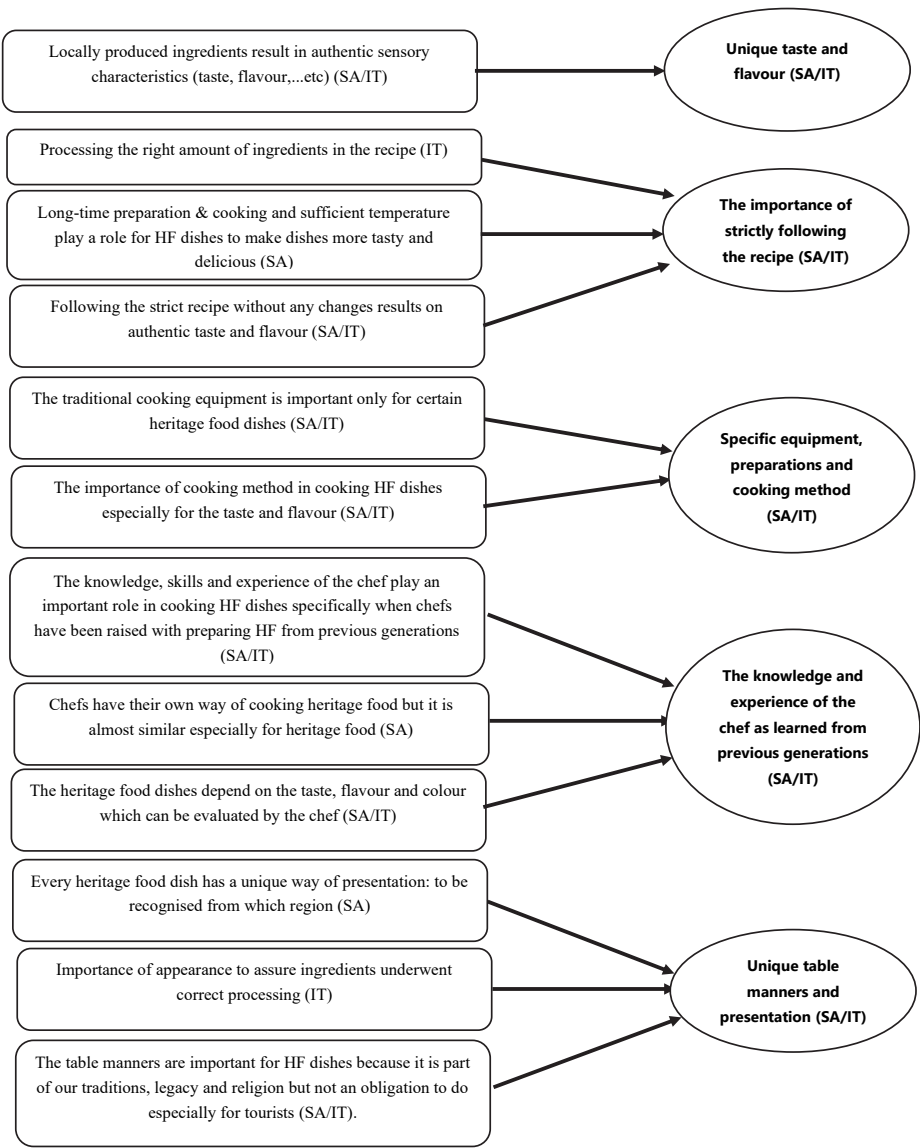 Locally produced ingredients result in authentic sensory
characteristics (taste, flavour,...etc) (SA/IT)
Unique taste and
flavour (SA/IT)
Processing the right amount of ingredients in the recipe (IT)
Long-time preparation & cooking and sufficient temperature
play a role for HF dishes to make dishes more tasty and
delicious (SA)
Following the strict recipe without any changes results on
authentic taste and flavour (SA/IT)
The importance of
strictly following
the recipe (SA/IT)
The traditional cooking equipment is important only for certain
heritage food dishes (SA/IT)
The importance of cooking method in cooking HF dishes
especially for the taste and flavour (SA/IT)
Specific equipment,
preparations and
cooking method
(SA/IT)
The knowledge, skills and experience of the chef play an
important role in cooking HF dishes specifically when chefs
have been raised with preparing HF from previous generations
(SA/IT)
Chefs have their own way of cooking heritage food but it is
almost similar especially for heritage food (SA)
The heritage food dishes depend on the taste, flavour and colour
which can be evaluated by the chef (SA/IT)
The knowledge and
experience of the
chef as learned from
previous generations
(SA/IT)
Every heritage food dish has a unique way of presentation: to be
recognised from which region (SA)
Importance of appearance to assure ingredients underwent
correct processing (IT)
The table manners are important for HF dishes because it is part
of our traditions, legacy and religion but not an obligation to do
especially for tourists (SA/IT).
Unique table
manners and
presentation (SA/IT)